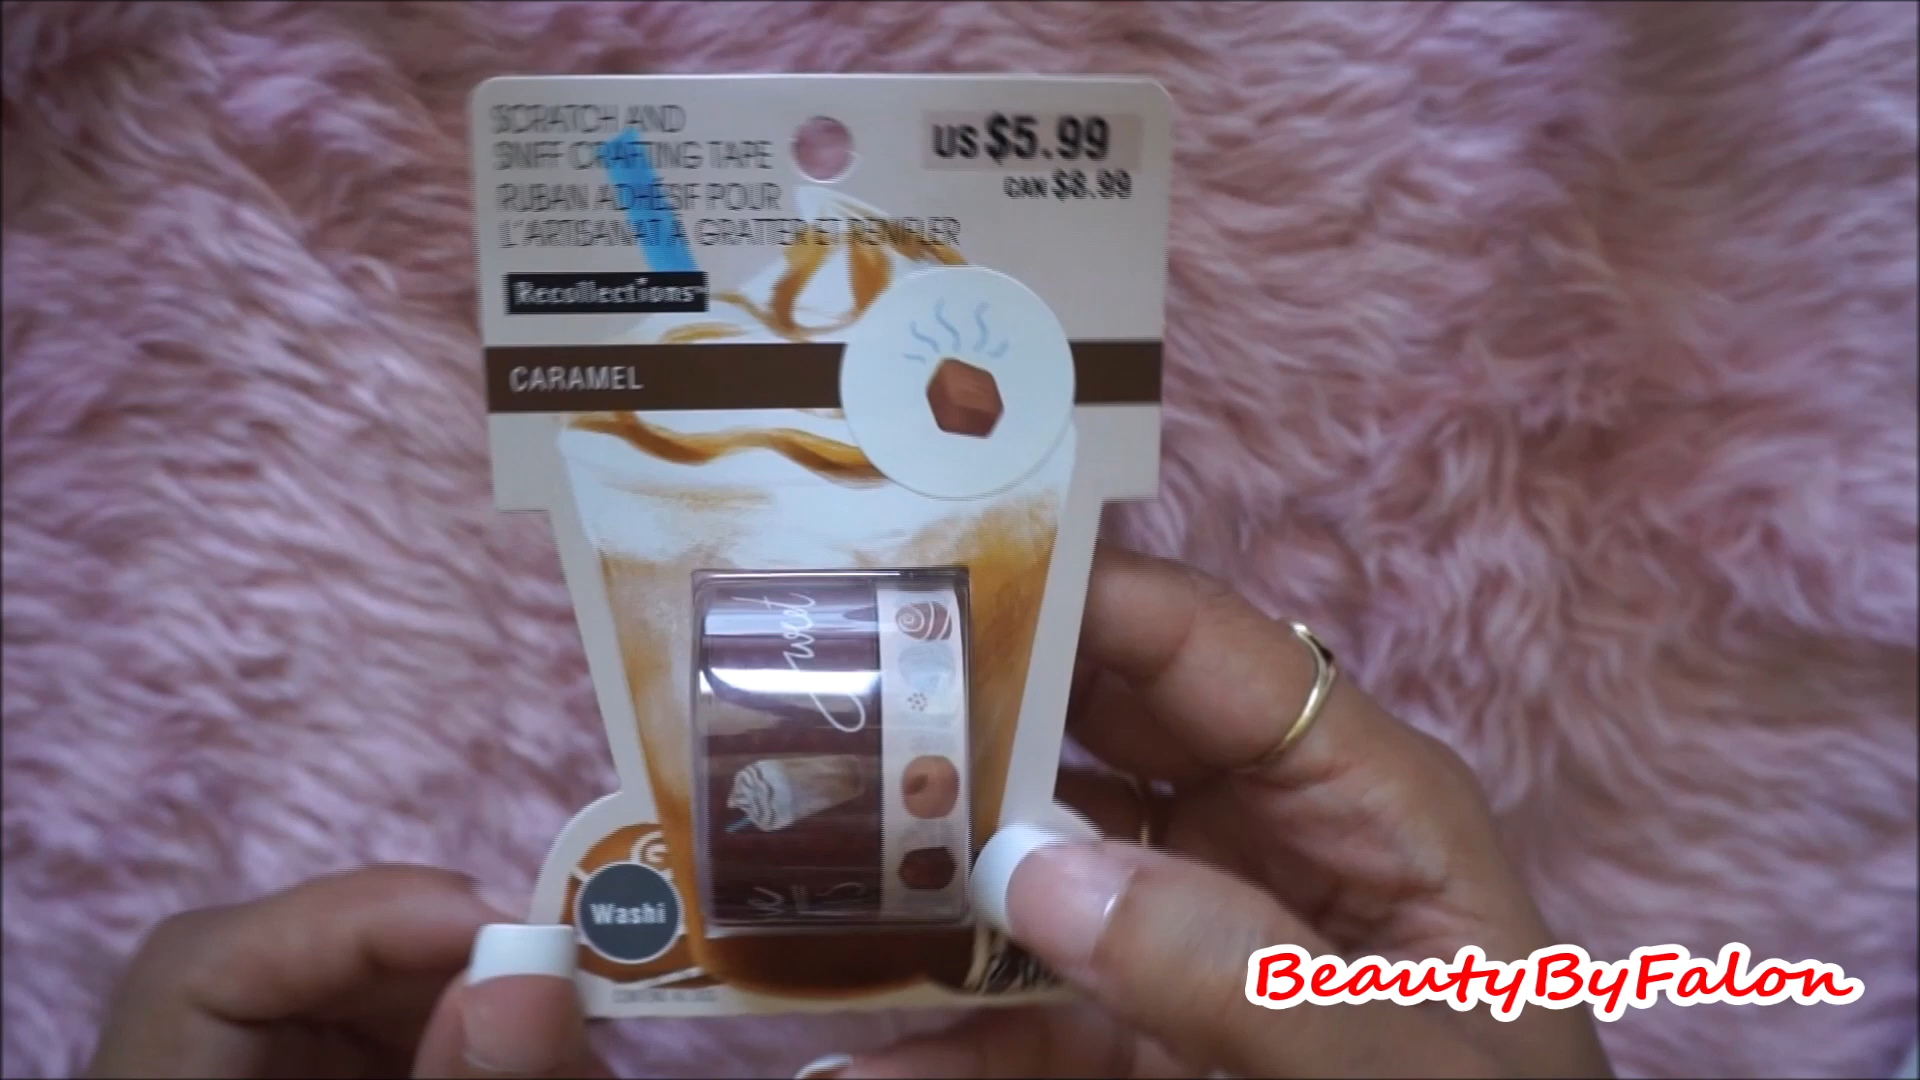 SCRATCH AND
SNIFF CRAFTING TAPE
RUBAN ADHÉSIF POUR
L'ARTISANAT À GRATTER ET RENIFLER
US $5.99
CAN $8.99
Recollections™
CARAMEL
Sweet
Washi
BeautyByFalon